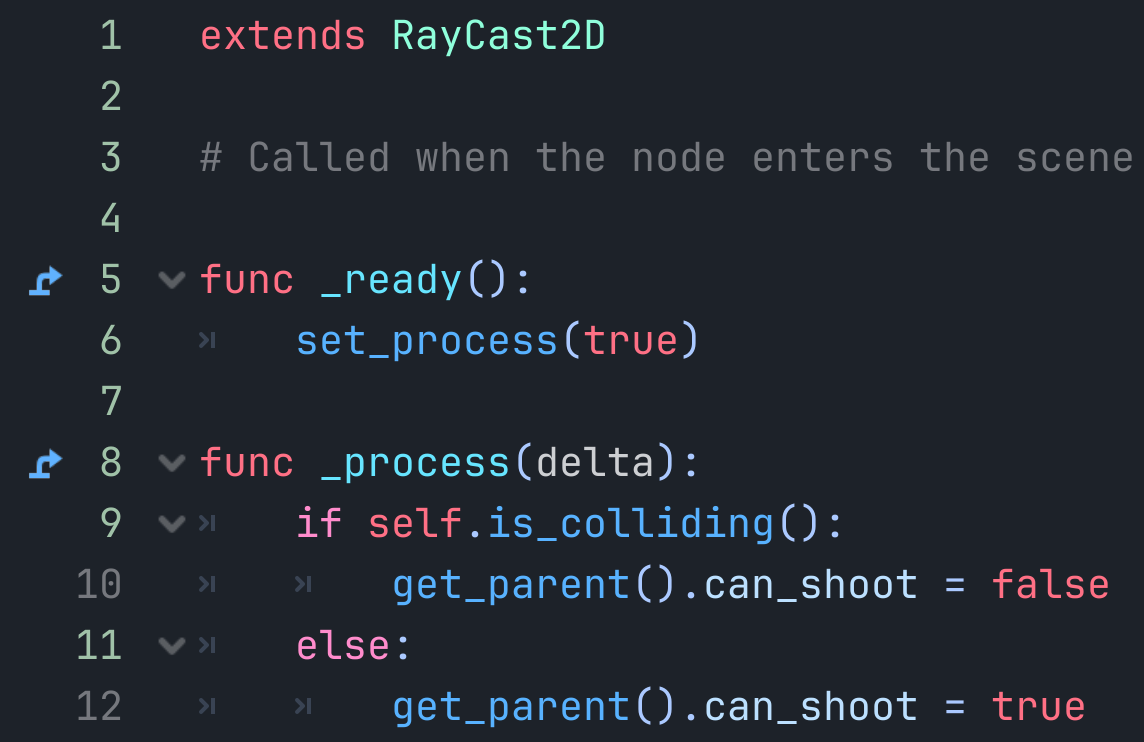 1 extends RayCast2D
2
3 # Called when the node enters the scene
4
5 func _ready():
6 set_process(true)
7
8 func _process(delta):
9 if self.is_colliding():
10 get_parent().can_shoot = false
11 else:
12 get_parent().can_shoot = true